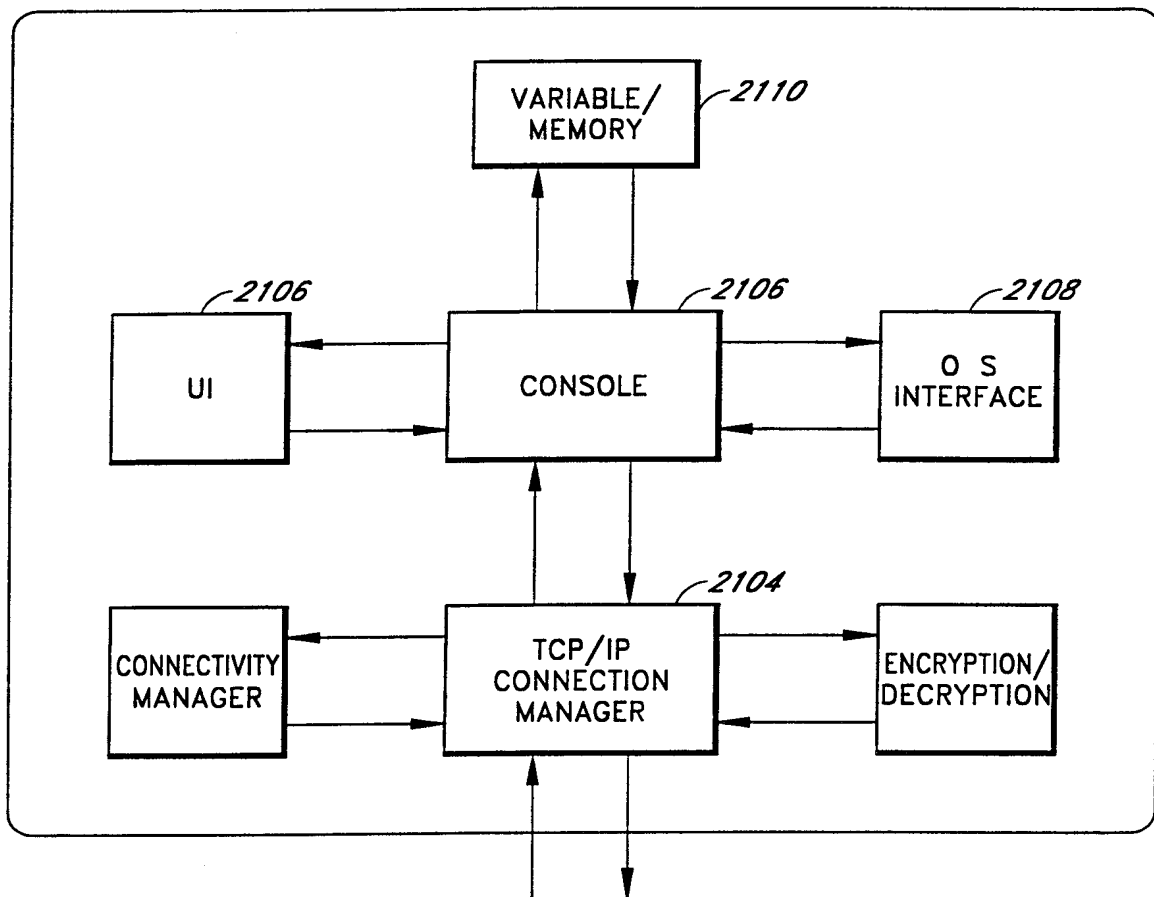 VARIABLE/
MEMORY
2110
2106
UI
2106
CONSOLE
2108
O S
INTERFACE
CONNECTIVITY
MANAGER
2104
TCP/IP
CONNECTION
MANAGER
ENCRYPTION/
DECRYPTION